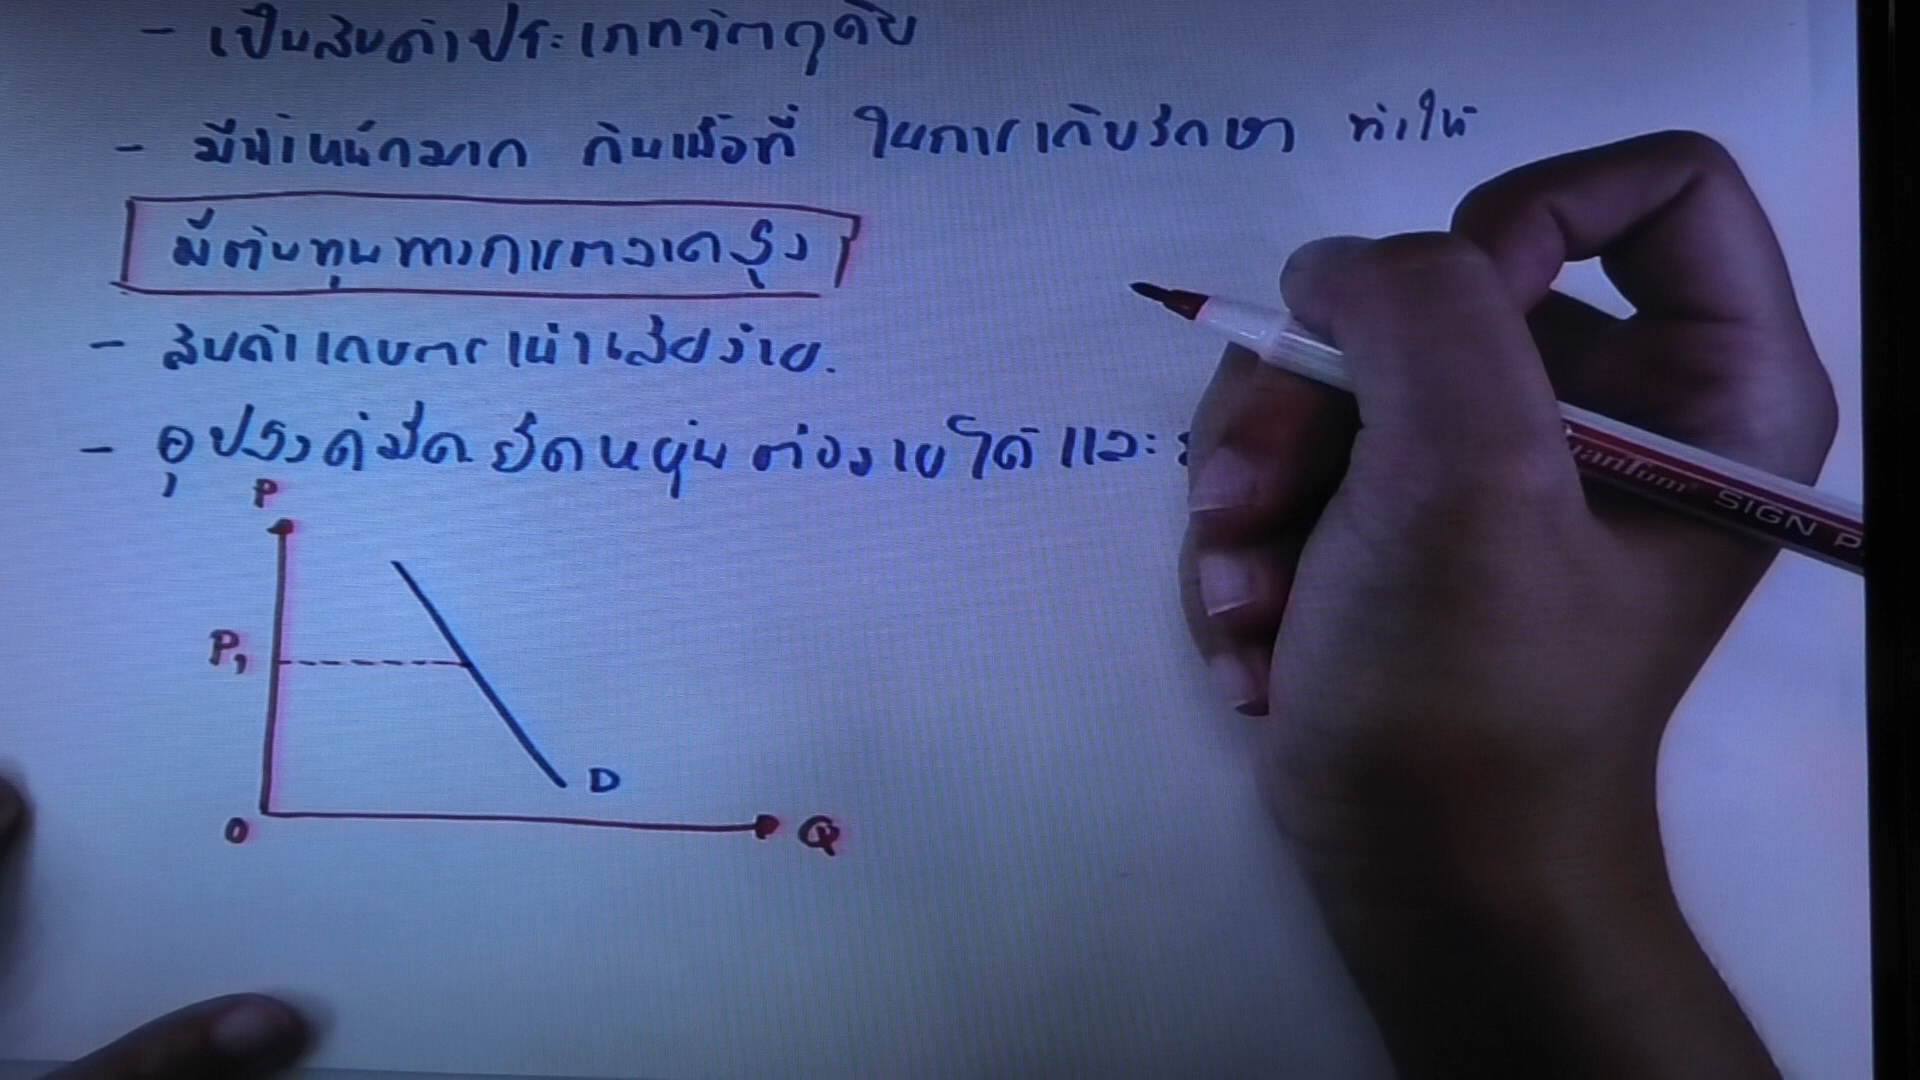 - เป็นสินค้าประเภทวัตถุดิบ
- มีน้ำหนักมาก กินเนื้อที่ ในการเก็บรักษา ทำให้
มีต้นทุนทางการตลาดสูง
- สินค้าเกษตรเน่าเสียง่าย.
- อุปสงค์มีค. ยืดหยุ่นต่อรายได้ และ
P
P1
D
O
Q
Quantum SIGN P